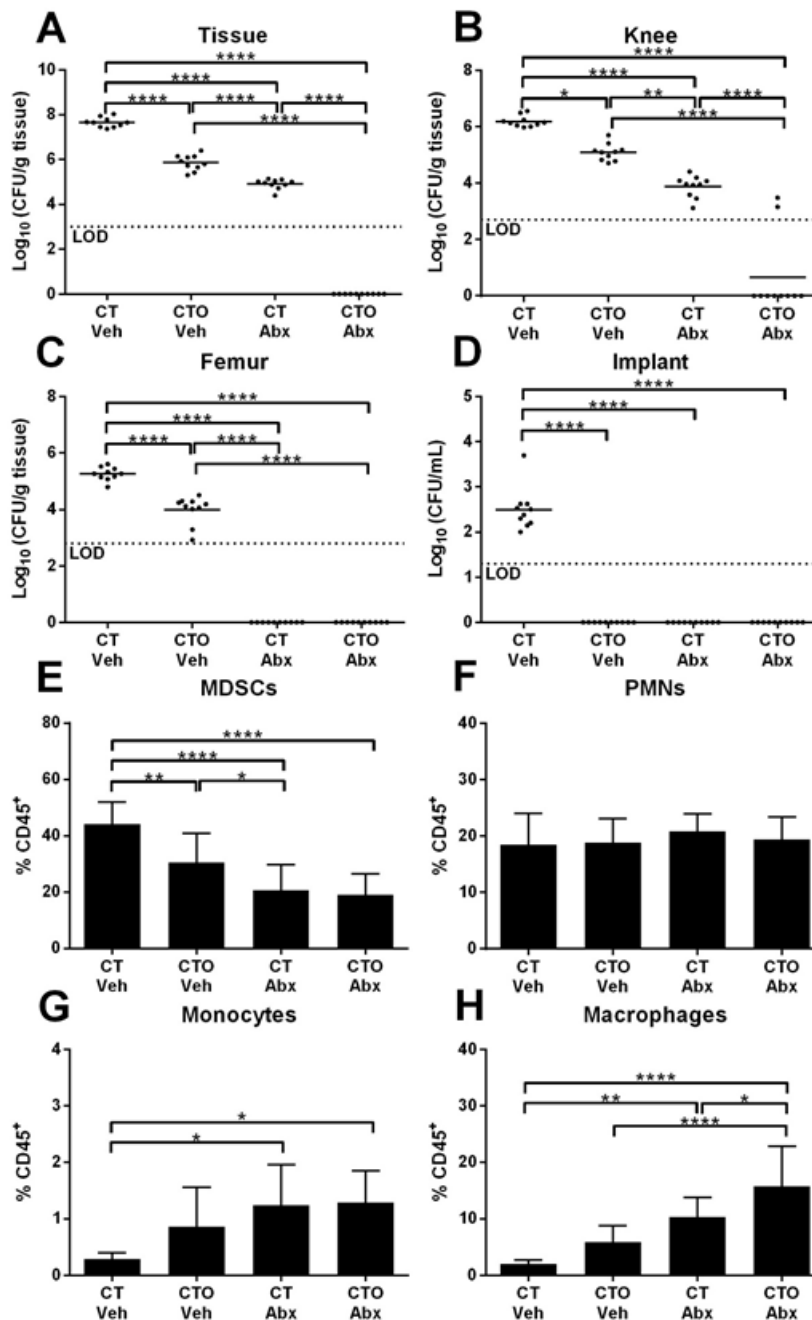 A
Tissue
Log10 (CFU/g tissue)
10
8
6
4
2
0
LOD
****
****
**** **** ****
****
CT Veh
CTO Veh
CT Abx
CTO Abx
B
Knee
Log10 (CFU/g tissue)
8
6
4
2
0
LOD
****
****
* ** ****
****
CT Veh
CTO Veh
CT Abx
CTO Abx
C
Femur
Log10 (CFU/g tissue)
8
6
4
2
0
LOD
****
****
**** ****
****
CT Veh
CTO Veh
CT Abx
CTO Abx
D
Implant
Log10 (CFU/mL)
5
4
3
2
1
0
LOD
****
****
****
CT Veh
CTO Veh
CT Abx
CTO Abx
E
MDSCs
% CD45+
80
60
40
20
0
****
****
** *
CT Veh
CTO Veh
CT Abx
CTO Abx
F
PMNs
% CD45+
40
30
20
10
0
CT Veh
CTO Veh
CT Abx
CTO Abx
G
Monocytes
% CD45+
4
3
2
1
0
*
*
CT Veh
CTO Veh
CT Abx
CTO Abx
H
Macrophages
% CD45+
40
30
20
10
0
****
** *
****
CT Veh
CTO Veh
CT Abx
CTO Abx